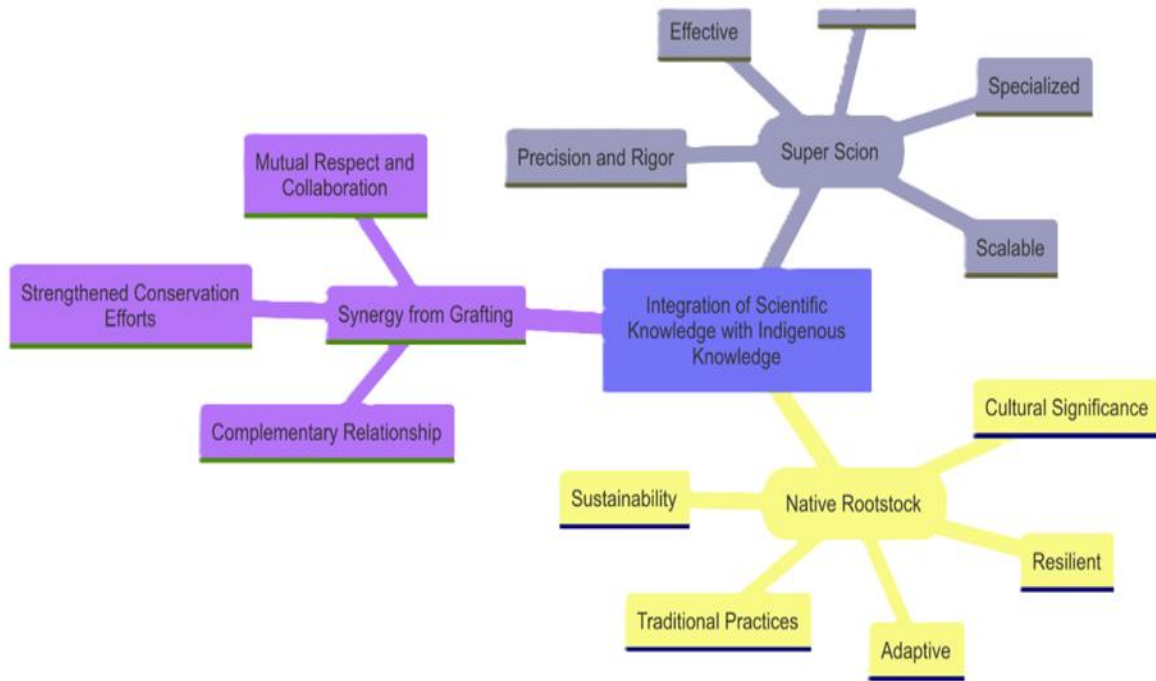 Effective
Specialized
Precision and Rigor
Super Scion
Scalable
Mutual Respect and
Collaboration
Strengthened Conservation
Efforts
Synergy from Grafting
Complementary Relationship
Integration of Scientific
Knowledge with Indigenous
Knowledge
Cultural Significance
Sustainability
Native Rootstock
Resilient
Traditional Practices
Adaptive